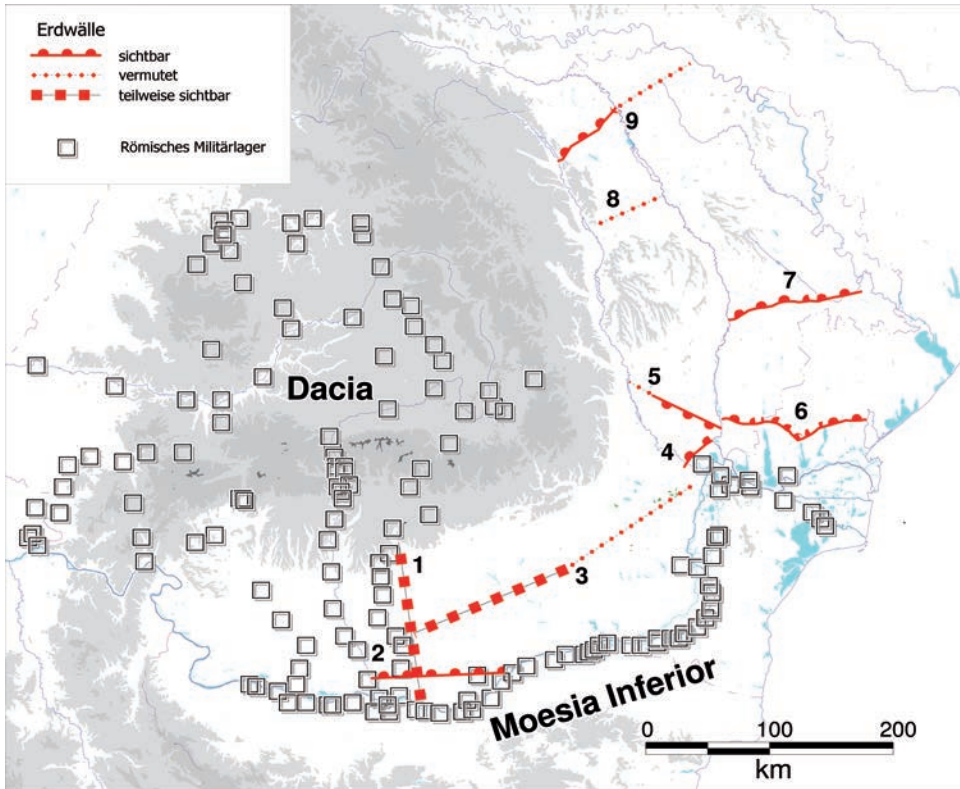 Erdwälle
sichtbar
vermutet
teilweise sichtbar
Römisches Militärlager
9
8
7
5
6
Dacia
4
1
3
2
Moesia Inferior
0 100 200
km